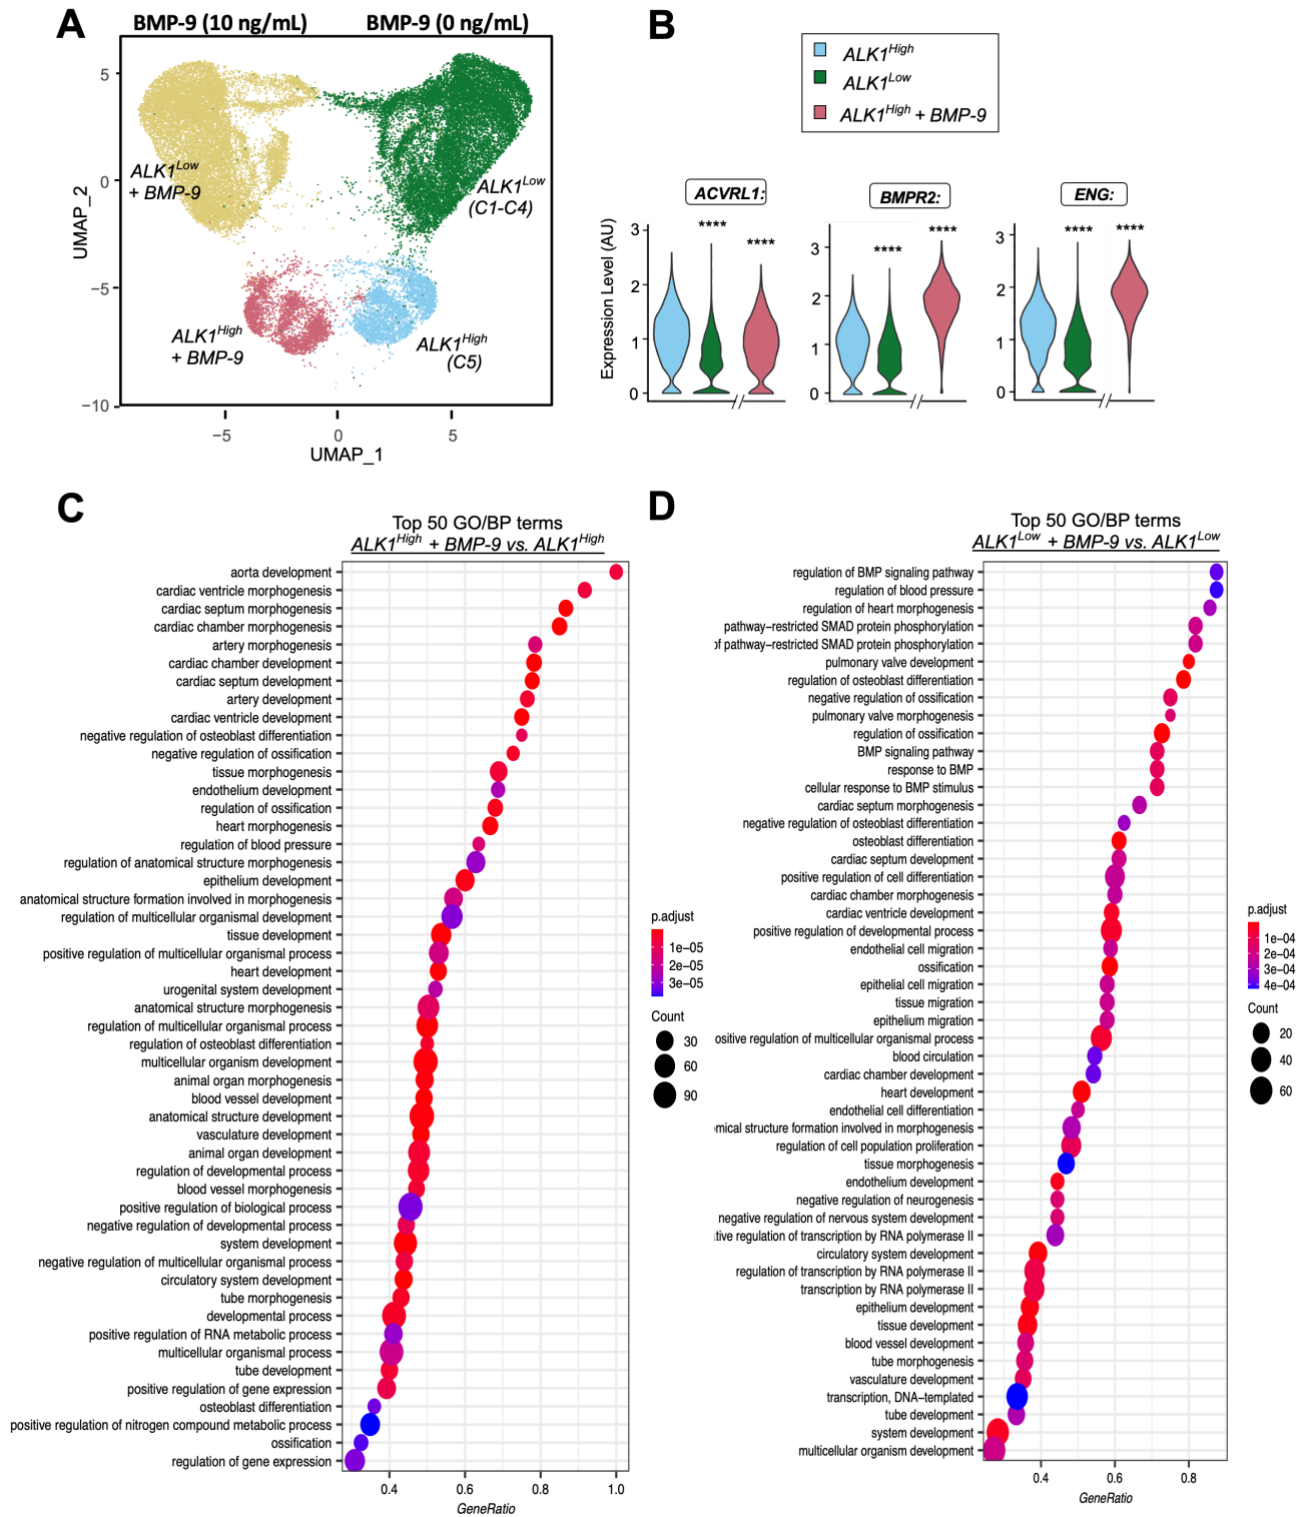 A
BMP-9 (10 ng/mL)
BMP-9 (0 ng/mL)
5
0
−5
−10
UMAP_2
ALK1Low
+ BMP-9
ALK1Low
(C1-C4)
ALK1High
+ BMP-9
ALK1High
(C5)
−5
0
5
UMAP_1
B
ALK1High
ALK1Low
ALK1High + BMP-9
ACVRL1:
BMPR2:
ENG:
Expression Level (AU)
3
2
1
0
****
****
3
2
1
0
****
****
3
2
1
0
****
****
C
Top 50 GO/BP terms
ALK1High + BMP-9 vs. ALK1High
aorta development
cardiac ventricle morphogenesis
cardiac septum morphogenesis
cardiac chamber morphogenesis
artery morphogenesis
cardiac chamber development
cardiac septum development
artery development
cardiac ventricle development
negative regulation of osteoblast differentiation
negative regulation of ossification
tissue morphogenesis
endothelium development
regulation of ossification
heart morphogenesis
regulation of blood pressure
regulation of anatomical structure morphogenesis
epithelium development
anatomical structure formation involved in morphogenesis
regulation of multicellular organismal development
tissue development
positive regulation of multicellular organismal process
heart development
urogenital system development
anatomical structure morphogenesis
regulation of multicellular organismal process
regulation of osteoblast differentiation
multicellular organism development
animal organ morphogenesis
blood vessel development
anatomical structure development
vasculature development
animal organ development
regulation of developmental process
blood vessel morphogenesis
positive regulation of biological process
negative regulation of developmental process
system development
negative regulation of multicellular organismal process
circulatory system development
tube morphogenesis
developmental process
positive regulation of RNA metabolic process
multicellular organismal process
tube development
positive regulation of gene expression
osteoblast differentiation
positive regulation of nitrogen compound metabolic process
ossification
regulation of gene expression
0.4
0.6
0.8
1.0
GeneRatio
p.adjust
1e−05
2e−05
3e−05
Count
30
60
90
D
Top 50 GO/BP terms
ALK1Low + BMP-9 vs. ALK1Low
regulation of BMP signaling pathway
regulation of blood pressure
regulation of heart morphogenesis
pathway−restricted SMAD protein phosphorylation
of pathway−restricted SMAD protein phosphorylation
pulmonary valve development
regulation of osteoblast differentiation
negative regulation of ossification
pulmonary valve morphogenesis
regulation of ossification
BMP signaling pathway
response to BMP
cellular response to BMP stimulus
cardiac septum morphogenesis
negative regulation of osteoblast differentiation
osteoblast differentiation
cardiac septum development
positive regulation of cell differentiation
cardiac chamber morphogenesis
cardiac ventricle development
positive regulation of developmental process
endothelial cell migration
ossification
epithelial cell migration
tissue migration
epithelium migration
ositive regulation of multicellular organismal process
blood circulation
cardiac chamber development
heart development
endothelial cell differentiation
mical structure formation involved in morphogenesis
regulation of cell population proliferation
tissue morphogenesis
endothelium development
negative regulation of neurogenesis
negative regulation of nervous system development
tive regulation of transcription by RNA polymerase II
circulatory system development
regulation of transcription by RNA polymerase II
transcription by RNA polymerase II
epithelium development
tissue development
blood vessel development
tube morphogenesis
vasculature development
transcription, DNA−templated
tube development
system development
multicellular organism development
0.4
0.6
0.8
GeneRatio
p.adjust
1e−04
2e−04
3e−04
4e−04
Count
20
40
60